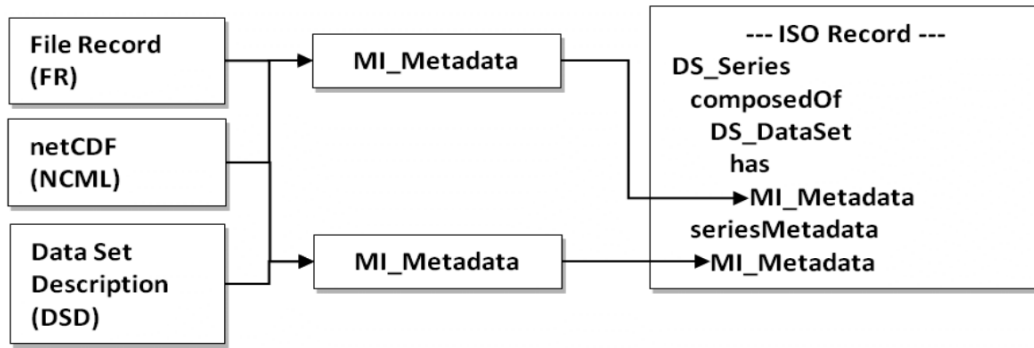 File Record
(FR)
netCDF
(NCML)
Data Set
Description
(DSD)
MI_Metadata
MI_Metadata
--- ISO Record ---
DS_Series
composedOf
DS_DataSet
has
MI_Metadata
seriesMetadata
MI_Metadata